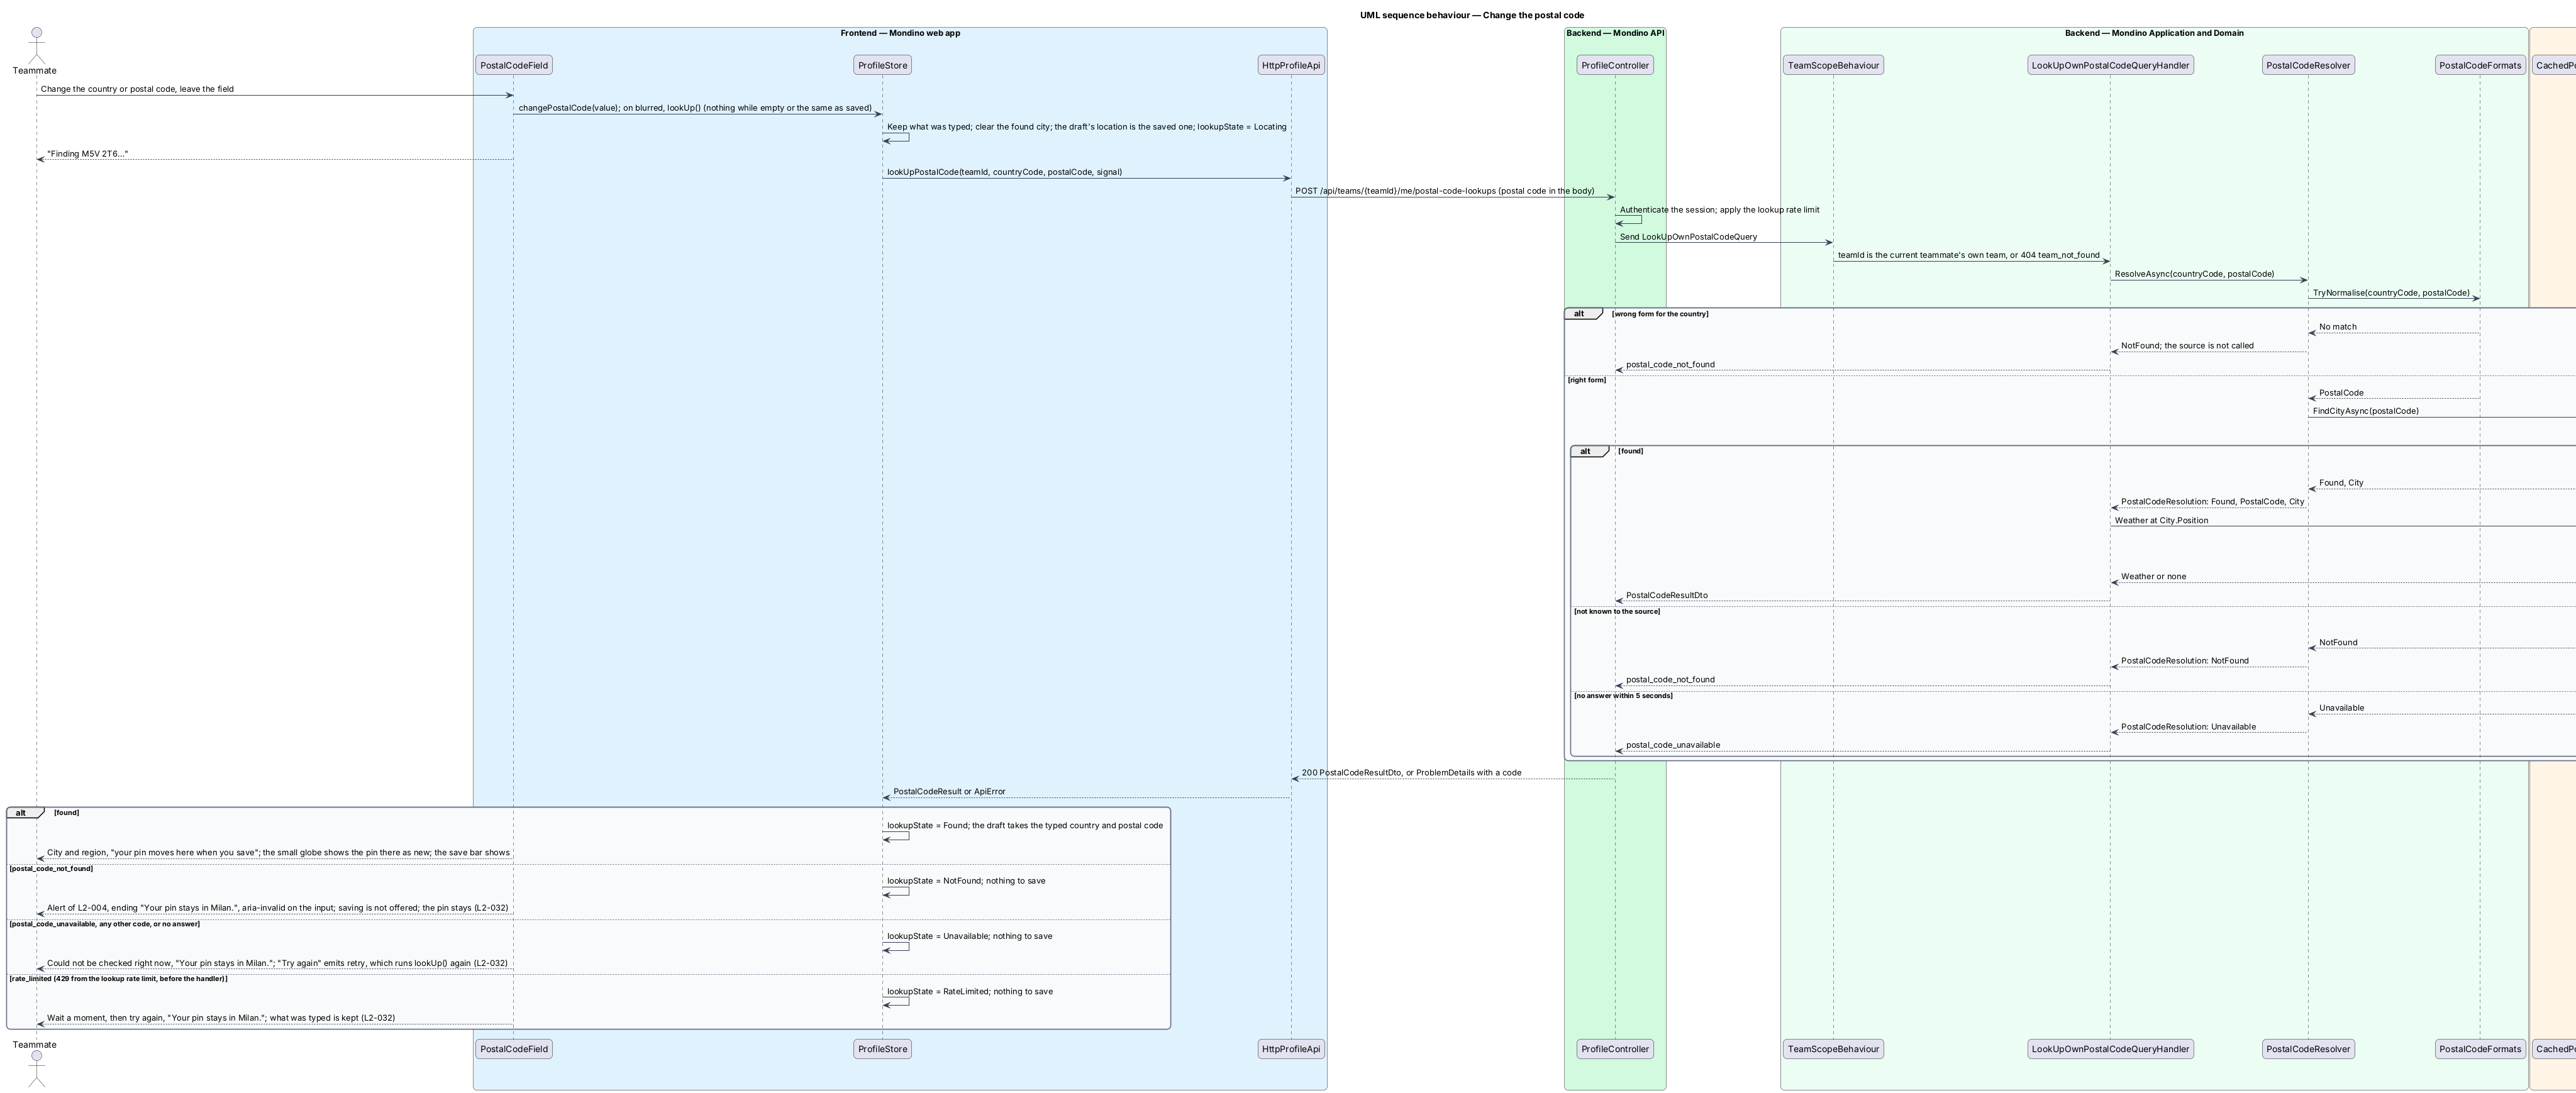 UML sequence behaviour — Change the postal code
Frontend — Mondino web app
Backend — Mondino API
Backend — Mondino Application and Domain
Teammate
PostalCodeField
ProfileStore
HttpProfileApi
ProfileController
TeamScopeBehaviour
LookUpOwnPostalCodeQueryHandler
PostalCodeResolver
PostalCodeFormats
Change the country or postal code, leave the field
changePostalCode(value); on blurred, lookUp() (nothing while empty or the same as saved)
Keep what was typed; clear the found city; the draft's location is the saved one; lookupState = Locating
"Finding M5V 2T6…"
lookUpPostalCode(teamId, countryCode, postalCode, signal)
POST /api/teams/{teamId}/me/postal-code-lookups (postal code in the body)
Authenticate the session; apply the lookup rate limit
Send LookUpOwnPostalCodeQuery
teamId is the current teammate's own team, or 404 team_not_found
ResolveAsync(countryCode, postalCode)
TryNormalise(countryCode, postalCode)
alt [wrong form for the country]
No match
NotFound; the source is not called
postal_code_not_found
[right form]
PostalCode
FindCityAsync(postalCode)
alt [found]
Found, City
PostalCodeResolution: Found, PostalCode, City
Weather at City.Position
Weather or none
PostalCodeResultDto
[not known to the source]
NotFound
PostalCodeResolution: NotFound
postal_code_not_found
[no answer within 5 seconds]
Unavailable
PostalCodeResolution: Unavailable
postal_code_unavailable
200 PostalCodeResultDto, or ProblemDetails with a code
PostalCodeResult or ApiError
alt [found]
lookupState = Found; the draft takes the typed country and postal code
City and region, "your pin moves here when you save"; the small globe shows the pin there as new; the save bar shows
[postal_code_not_found]
lookupState = NotFound; nothing to save
Alert of L2-004, ending "Your pin stays in Milan.", aria-invalid on the input; saving is not offered; the pin stays (L2-032)
[postal_code_unavailable, any other code, or no answer]
lookupState = Unavailable; nothing to save
Could not be checked right now, "Your pin stays in Milan."; "Try again" emits retry, which runs lookUp() again (L2-032)
[rate_limited (429 from the lookup rate limit, before the handler)]
lookupState = RateLimited; nothing to save
Wait a moment, then try again, "Your pin stays in Milan."; what was typed is kept (L2-032)
Teammate
PostalCodeField
ProfileStore
HttpProfileApi
ProfileController
TeamScopeBehaviour
LookUpOwnPostalCodeQueryHandler
PostalCodeResolver
PostalCodeFormats